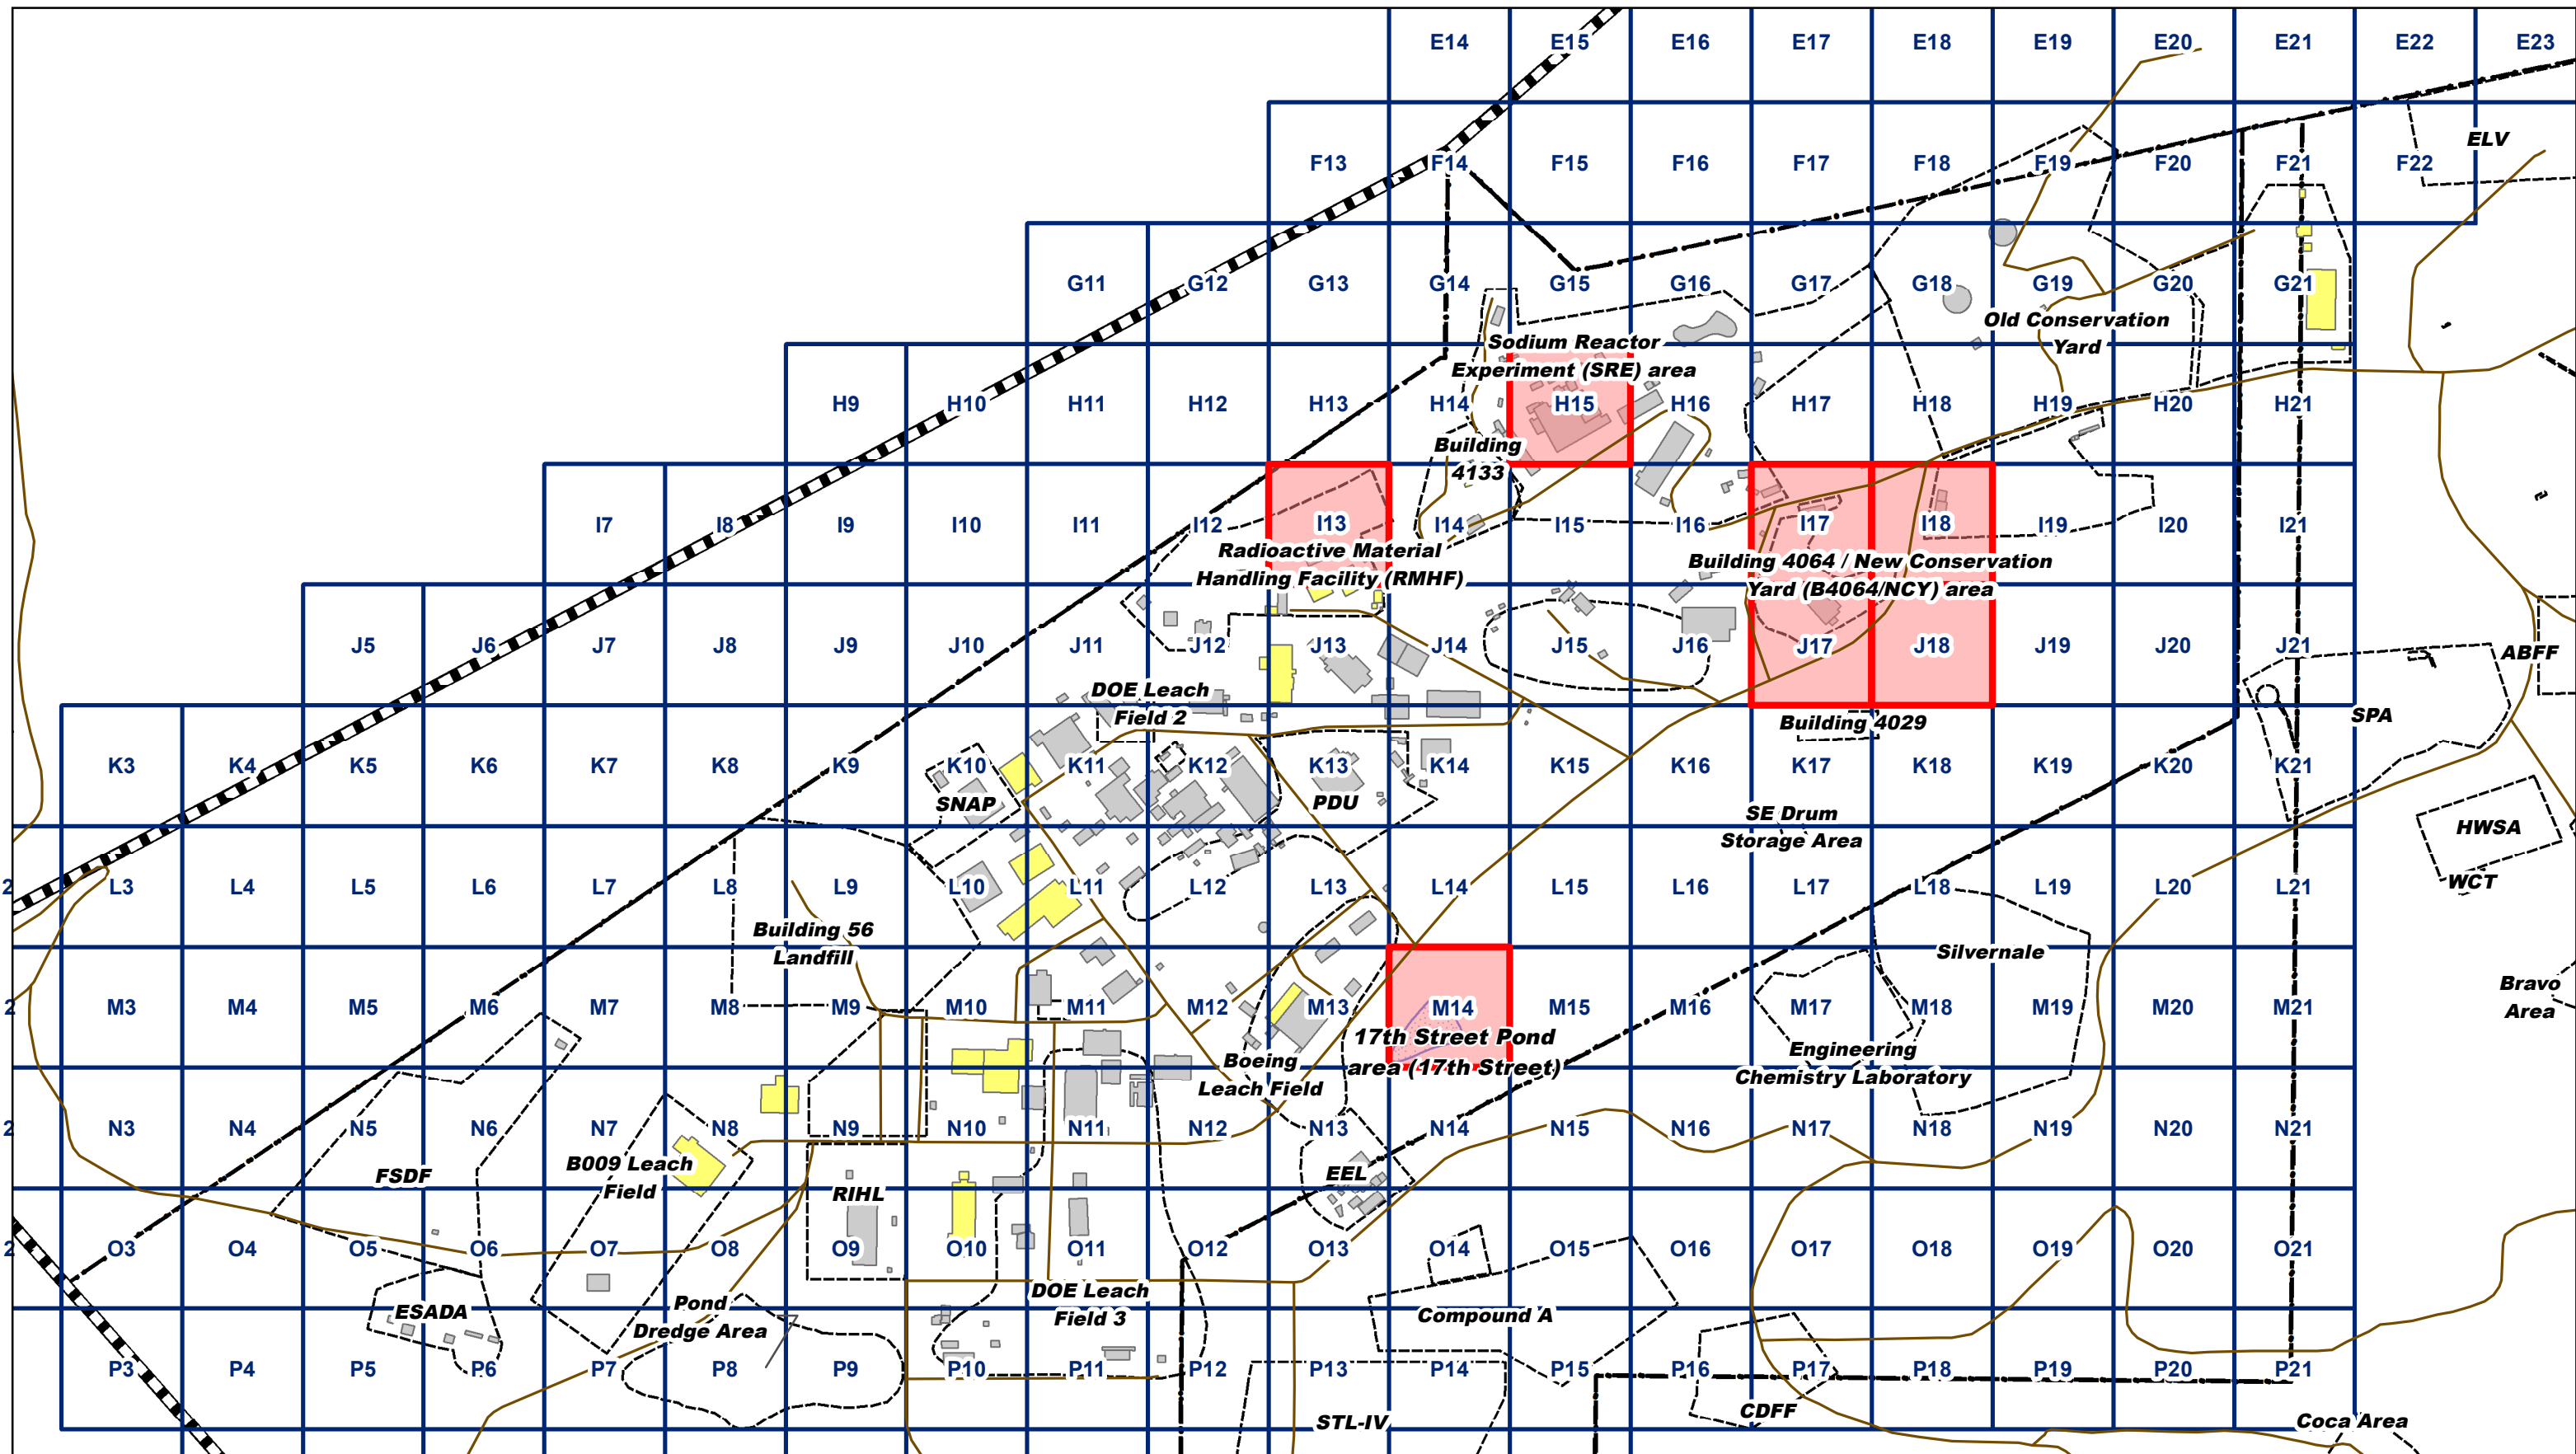 E14 E15 E16 E17 E18 E19 E20 E21 E22 E23
ELV
F13 F14 F15 F16 F17 F18 F19 F20 F21 F22
G11 G12 G13 G14 G15 G16 G17 G18 G19 G20 G21
Old Conservation
Yard
Sodium Reactor
Experiment (SRE) area
H9 H10 H11 H12 H13 H14 H15 H16 H17 H18 H19 H20 H21
Building
4133
I7 I8 I9 I10 I11 I12 I13 I14 I15 I16 I17 I18 I19 I20 I21
Radioactive Material
Handling Facility (RMHF)
Building 4064 / New Conservation
Yard (B4064/NCY) area
J5 J6 J7 J8 J9 J10 J11 J12 J13 J14 J15 J16 J17 J18 J19 J20 J21
ABFF
DOE Leach
Field 2
Building 4029
SPA
K3 K4 K5 K6 K7 K8 K9 K10 K11 K12 K13 K14 K15 K16 K17 K18 K19 K20 K21
SNAP
PDU
SE Drum
Storage Area
HWSA
WCT
2 L3 L4 L5 L6 L7 L8 L9 L10 L11 L12 L13 L14 L15 L16 L17 L18 L19 L20 L21
Building 56
Landfill
Silvernale
Bravo
Area
2 M3 M4 M5 M6 M7 M8 M9 M10 M11 M12 M13 M14 M15 M16 M17 M18 M19 M20 M21
17th Street Pond
area (17th Street)
Boeing
Leach Field
Engineering
Chemistry Laboratory
2 N3 N4 N5 N6 N7 N8 N9 N10 N11 N12 N13 N14 N15 N16 N17 N18 N19 N20 N21
FSDF
B009 Leach
Field
RIHL
EEL
2 O3 O4 O5 O6 O7 O8 O9 O10 O11 O12 O13 O14 O15 O16 O17 O18 O19 O20 O21
ESADA
Pond
Dredge Area
DOE Leach
Field 3
Compound A
P3 P4 P5 P6 P7 P8 P9 P10 P11 P12 P13 P14 P15 P16 P17 P18 P19 P20 P21
STL-IV
CDFF
Coca Area